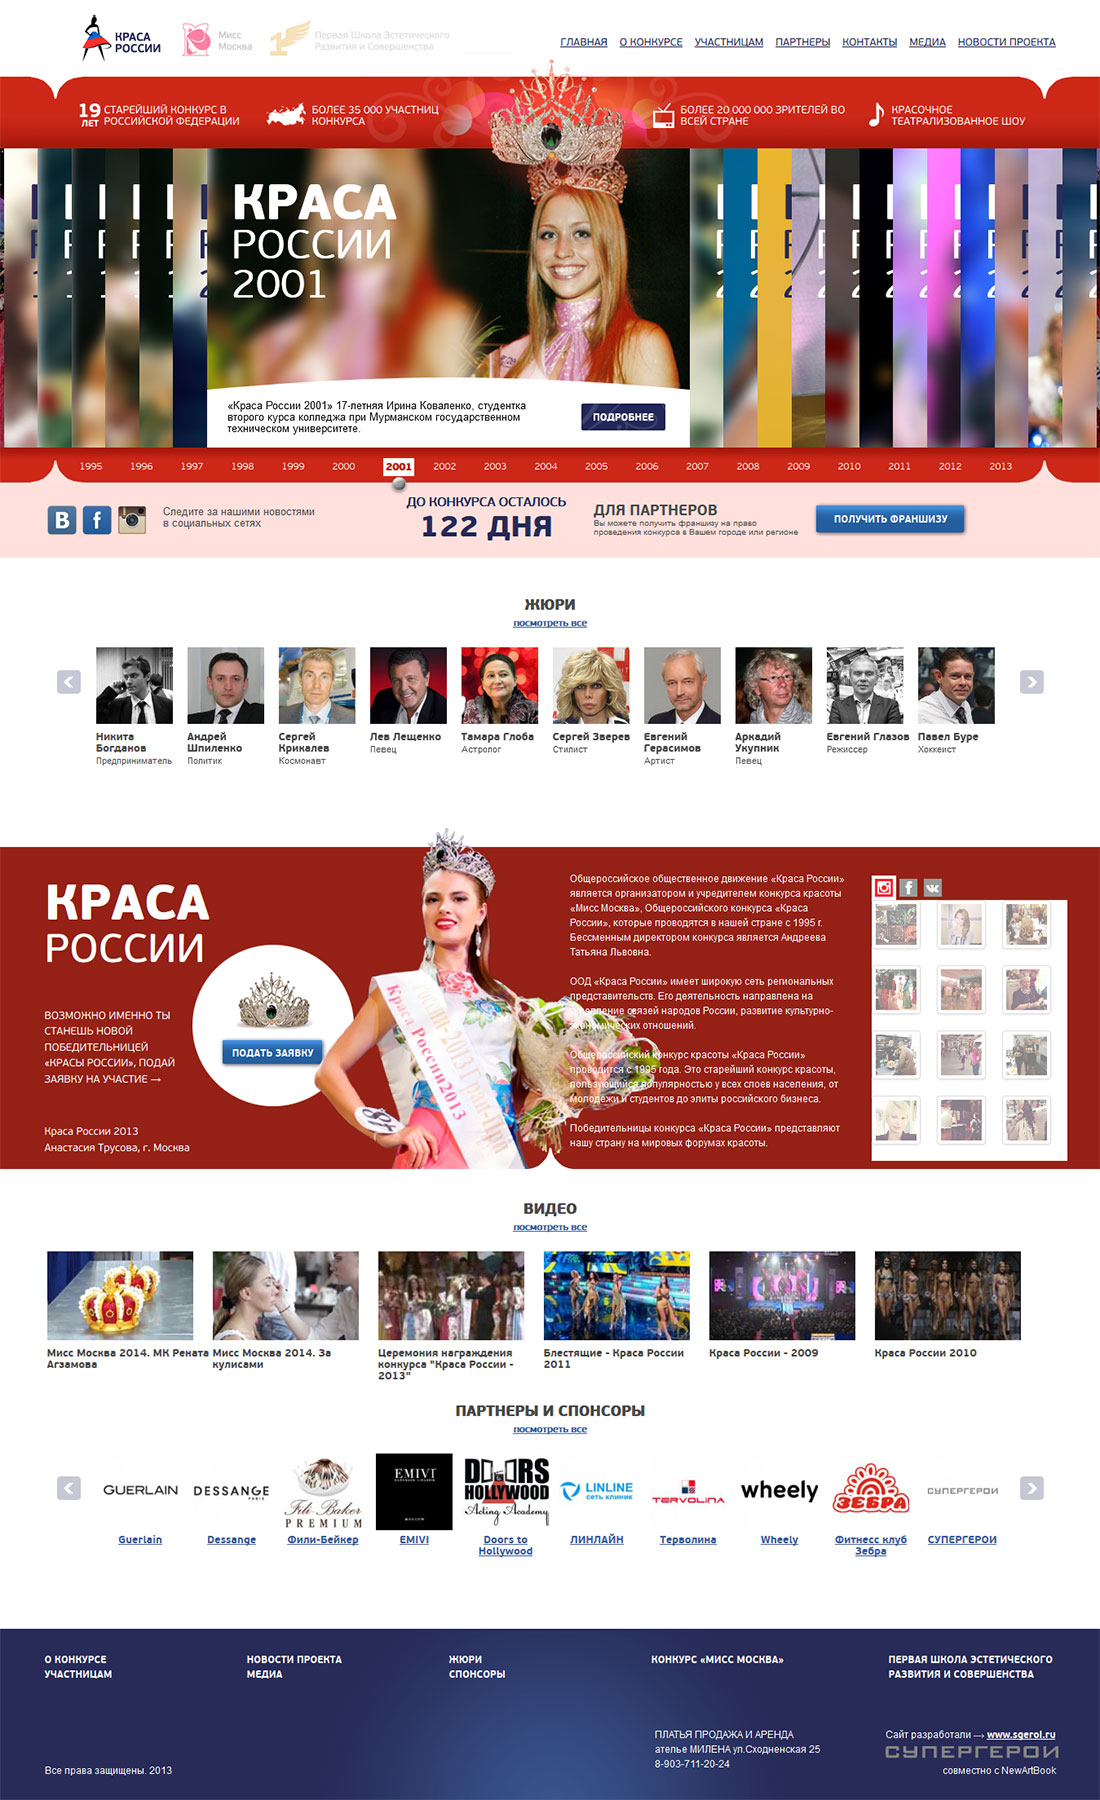 КРАСА
РОССИИ
Мисс
Москва
Первая Школа Эстетического
Развития и Совершенства
ГЛАВНАЯ О КОНКУРСЕ УЧАСТНИЦАМ ПАРТНЕРЫ КОНТАКТЫ МЕДИА НОВОСТИ ПРОЕКТА
19 ЛЕТ
СТАРЕЙШИЙ КОНКУРС В
РОССИЙСКОЙ ФЕДЕРАЦИИ
БОЛЕЕ 35 000 УЧАСТНИЦ
КОНКУРСА
БОЛЕЕ 20 000 000 ЗРИТЕЛЕЙ ВО
ВСЕЙ СТРАНЕ
КРАСОЧНОЕ
ТЕАТРАЛИЗОВАННОЕ ШОУ
КРАСА
РОССИИ
2001
«Краса России 2001» 17-летняя Ирина Коваленко, студентка
второго курса колледжа при Мурманском государственном
техническом университете.
ПОДРОБНЕЕ
1995 1996 1997 1998 1999 2000 2001 2002 2003 2004 2005 2006 2007 2008 2009 2010 2011 2012 2013
Следите за нашими новостями
в социальных сетях
ДО КОНКУРСА ОСТАЛОСЬ
122 ДНЯ
ДЛЯ ПАРТНЕРОВ
Вы можете получить франшизу на право
проведения конкурса в Вашем городе или регионе
ПОЛУЧИТЬ ФРАНШИЗУ
ЖЮРИ
посмотреть все
Никита
Богданов
Предприниматель
Андрей
Шпиленко
Политик
Сергей
Крикалев
Космонавт
Лев Лещенко
Певец
Тамара Глоба
Астролог
Сергей Зверев
Стилист
Евгений
Герасимов
Артист
Аркадий
Укупник
Певец
Евгений Глазов
Режиссер
Павел Буре
Хоккеист
КРАСА
РОССИИ
ВОЗМОЖНО ИМЕННО ТЫ
СТАНЕШЬ НОВОЙ
ПОБЕДИТЕЛЬНИЦЕЙ
«КРАСЫ РОССИИ», ПОДАЙ
ЗАЯВКУ НА УЧАСТИЕ →
ПОДАТЬ ЗАЯВКУ
Краса России 2013
Анастасия Трусова, г. Москва
Краса России2013
Общероссийское общественное движение «Краса России»
является организатором и учредителем конкурса красоты
«Мисс Москва», Общероссийского конкурса «Краса
России», которые проводятся в нашей стране с 1995 г.
Бессменным директором конкурса является Андреева
Татьяна Львовна.
ООД «Краса России» имеет широкую сеть региональных
представительств. Его деятельность направлена на
укрепление связей народов России, развитие культурно-
экономических отношений.
Общероссийский конкурс красоты «Краса России»
проводится с 1995 года. Это старейший конкурс красоты,
пользующийся популярностью у всех слоев населения, от
молодежи и студентов до элиты российского бизнеса.
Победительницы конкурса «Краса России» представляют
нашу страну на мировых форумах красоты.
ВИДЕО
посмотреть все
Мисс Москва 2014. МК Рената
Агзамова
Мисс Москва 2014. За
кулисами
Церемония награждения
конкурса "Краса России -
2013"
Блестящие - Краса России
2011
Краса России - 2009
Краса России 2010
ПАРТНЕРЫ И СПОНСОРЫ
посмотреть все
GUERLAIN
DESSANGE
PARIS
Fili Baker
PREMIUM
EMIVI
DOORS
HOLLYWOOD
Acting Academy
LINLINE
СЕТЬ КЛИНИК
TERVOLINA
wheely
ЗЕБРА
СУПЕРГЕРОИ
Guerlain
Dessange
Фили-Бейкер
EMIVI
Doors to
Hollywood
ЛИНЛАЙН
Терволина
Wheely
Фитнесс клуб
Зебра
СУПЕРГЕРОИ
О КОНКУРСЕ
УЧАСТНИЦАМ
НОВОСТИ ПРОЕКТА
МЕДИА
ЖЮРИ
СПОНСОРЫ
КОНКУРС «МИСС МОСКВА»
ПЕРВАЯ ШКОЛА ЭСТЕТИЧЕСКОГО
РАЗВИТИЯ И СОВЕРШЕНСТВА
Все права защищены. 2013
ПЛАТЬЯ ПРОДАЖА И АРЕНДА
ателье МИЛЕНА ул.Сходненская 25
8-903-711-20-24
Сайт разработали → www.sgeroi.ru
СУПЕРГЕРОИ
совместно с NewArtBook